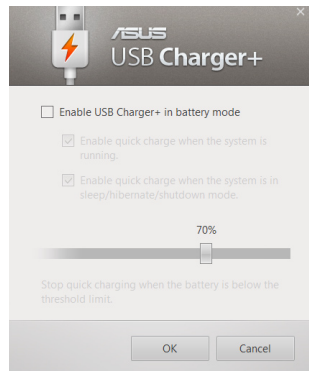 ASUS
USB Charger+
Enable USB Charger+ in battery mode
Enable quick charge when the system is
running.
Enable quick charge when the system is in
sleep/hibernate/shutdown mode.
70%
Stop quick charging when the battery is below the
threshold limit.
OK Cancel